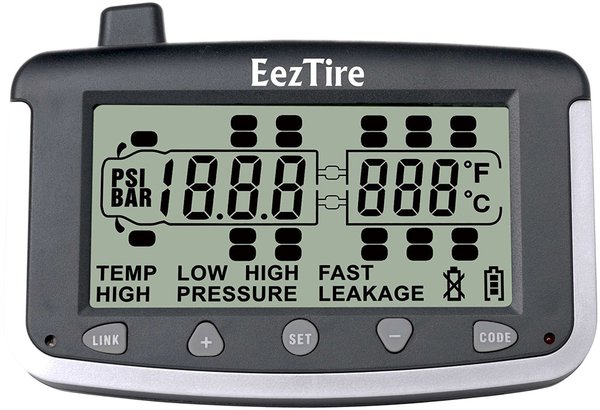 EezTire
PSI 18.8.8 888 °F
BAR °C
TEMP LOW HIGH FAST
HIGH PRESSURE LEAKAGE
LINK + SET − CODE